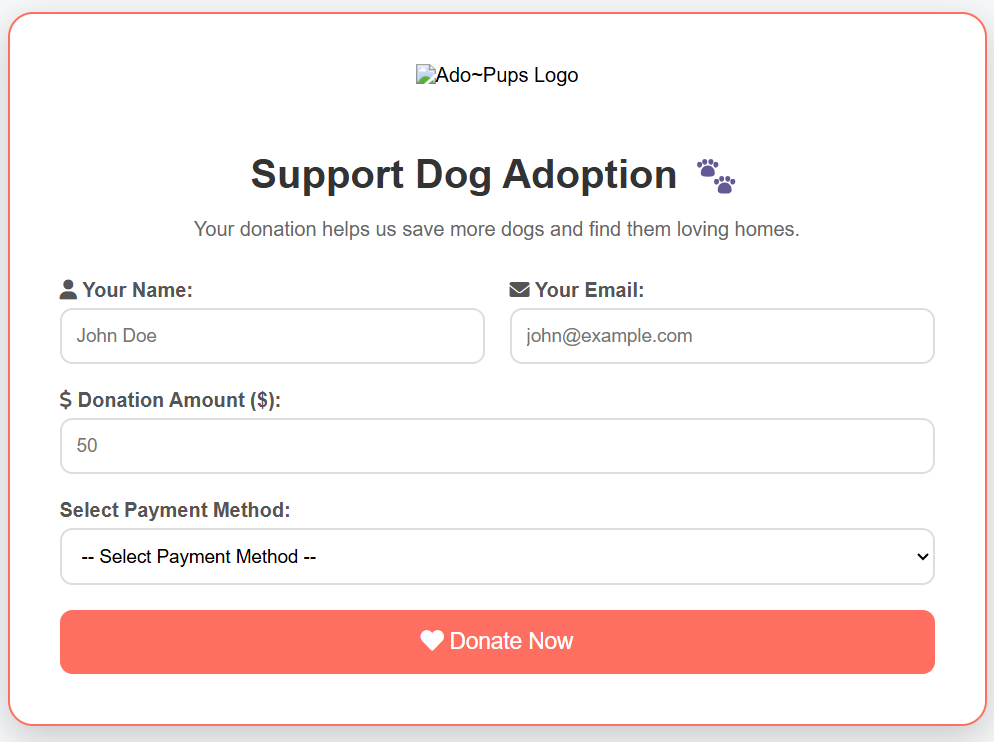 Ado~Pups Logo
Support Dog Adoption 🐾
Your donation helps us save more dogs and find them loving homes.
Your Name: Your Email:
John Doe john@example.com
$ Donation Amount ($):
50
Select Payment Method:
-- Select Payment Method --
Donate Now